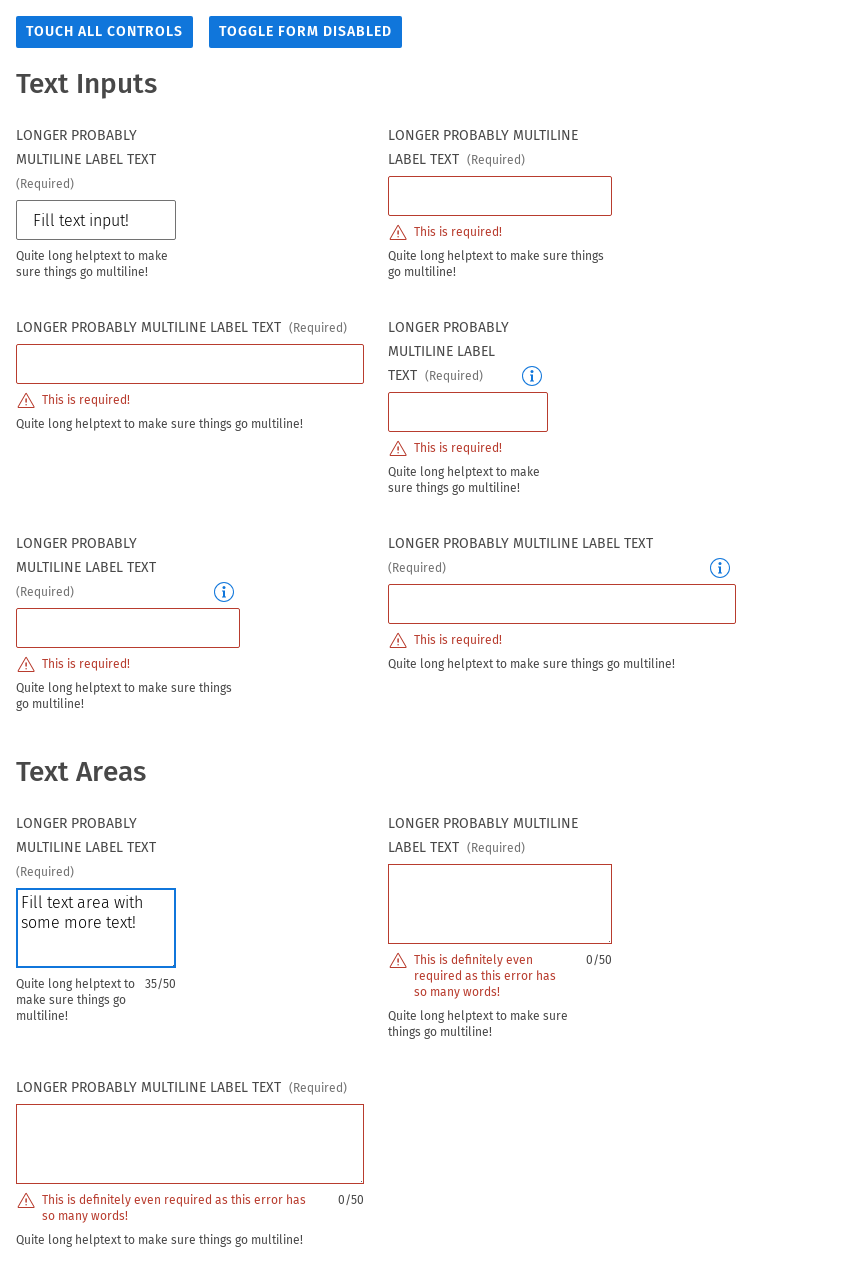 TOUCH ALL CONTROLS TOGGLE FORM DISABLED
Text Inputs
LONGER PROBABLY
MULTILINE LABEL TEXT
(Required)
Fill text input!
Quite long helptext to make
sure things go multiline!
LONGER PROBABLY MULTILINE
LABEL TEXT (Required)
This is required!
Quite long helptext to make sure things
go multiline!
LONGER PROBABLY MULTILINE LABEL TEXT (Required)
This is required!
Quite long helptext to make sure things go multiline!
LONGER PROBABLY
MULTILINE LABEL
TEXT (Required)
This is required!
Quite long helptext to make
sure things go multiline!
LONGER PROBABLY
MULTILINE LABEL TEXT
(Required)
This is required!
Quite long helptext to make sure things
go multiline!
LONGER PROBABLY MULTILINE LABEL TEXT
(Required)
This is required!
Quite long helptext to make sure things go multiline!
Text Areas
LONGER PROBABLY
MULTILINE LABEL TEXT
(Required)
Fill text area with
some more text!
Quite long helptext to 35/50
make sure things go
multiline!
LONGER PROBABLY MULTILINE
LABEL TEXT (Required)
This is definitely even 0/50
required as this error has
so many words!
Quite long helptext to make sure
things go multiline!
LONGER PROBABLY MULTILINE LABEL TEXT (Required)
This is definitely even required as this error has 0/50
so many words!
Quite long helptext to make sure things go multiline!